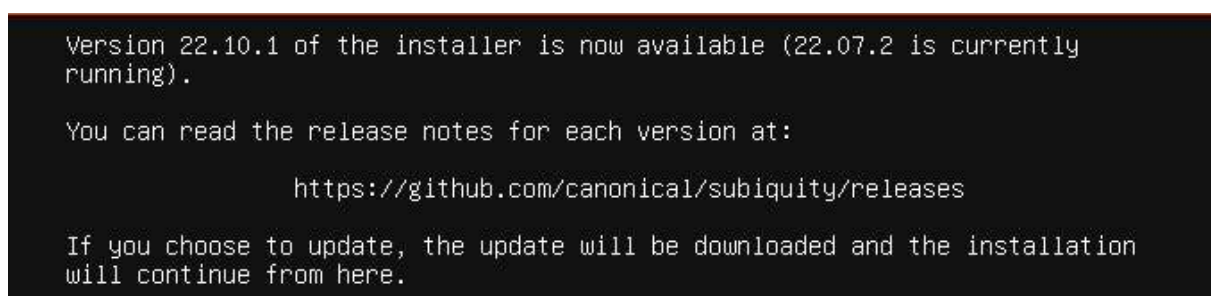 Version 22.10.1 of the installer is now available (22.07.2 is currently
running).
You can read the release notes for each version at:
https://github.com/canonical/subiquity/releases
If you choose to update, the update will be downloaded and the installation
will continue from here.